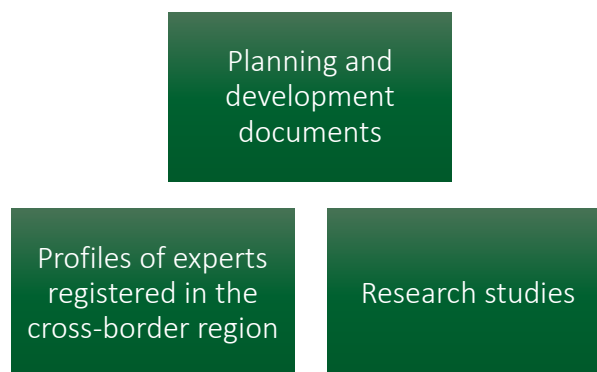 Planning and
development
documents
Profiles of experts
registered in the
cross-border region
Research studies